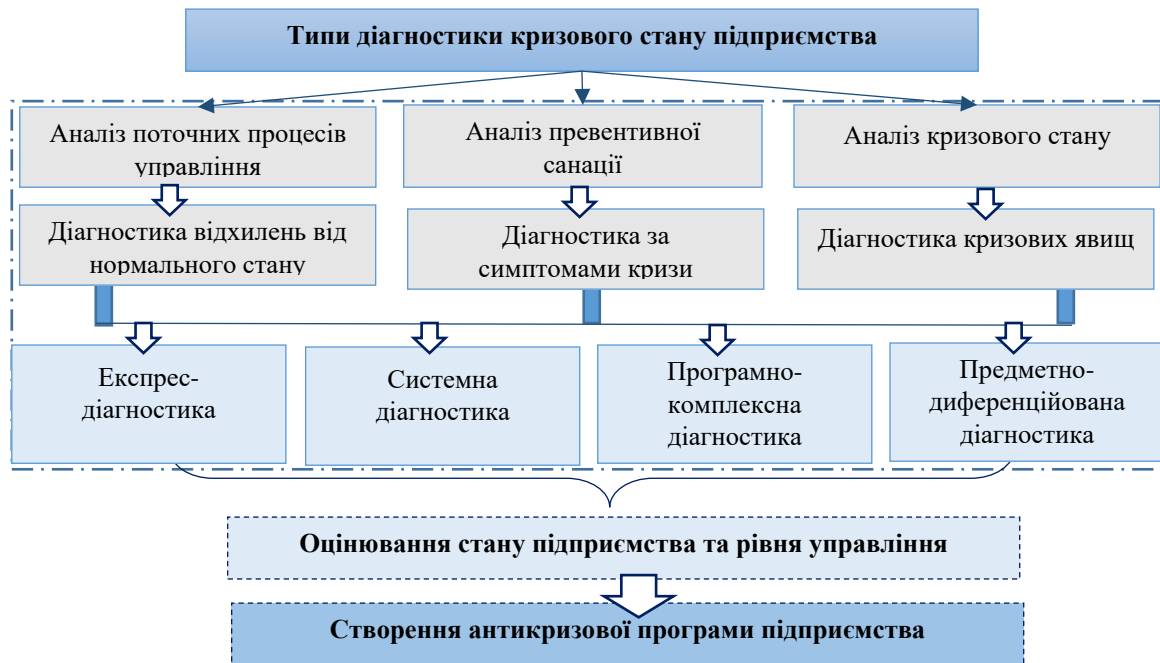 Типи діагностики кризового стану підприємства
Аналіз поточних процесів
управління
Аналіз превентивної
санації
Аналіз кризового стану
Діагностика відхилень від
нормального стану
Діагностика за
симптомами кризи
Діагностика кризових явищ
Експрес-
діагностика
Системна
діагностика
Програмно-
комплексна
діагностика
Предметно-
диференційована
діагностика
Оцінювання стану підприємства та рівня управління
Створення антикризової програми підприємства